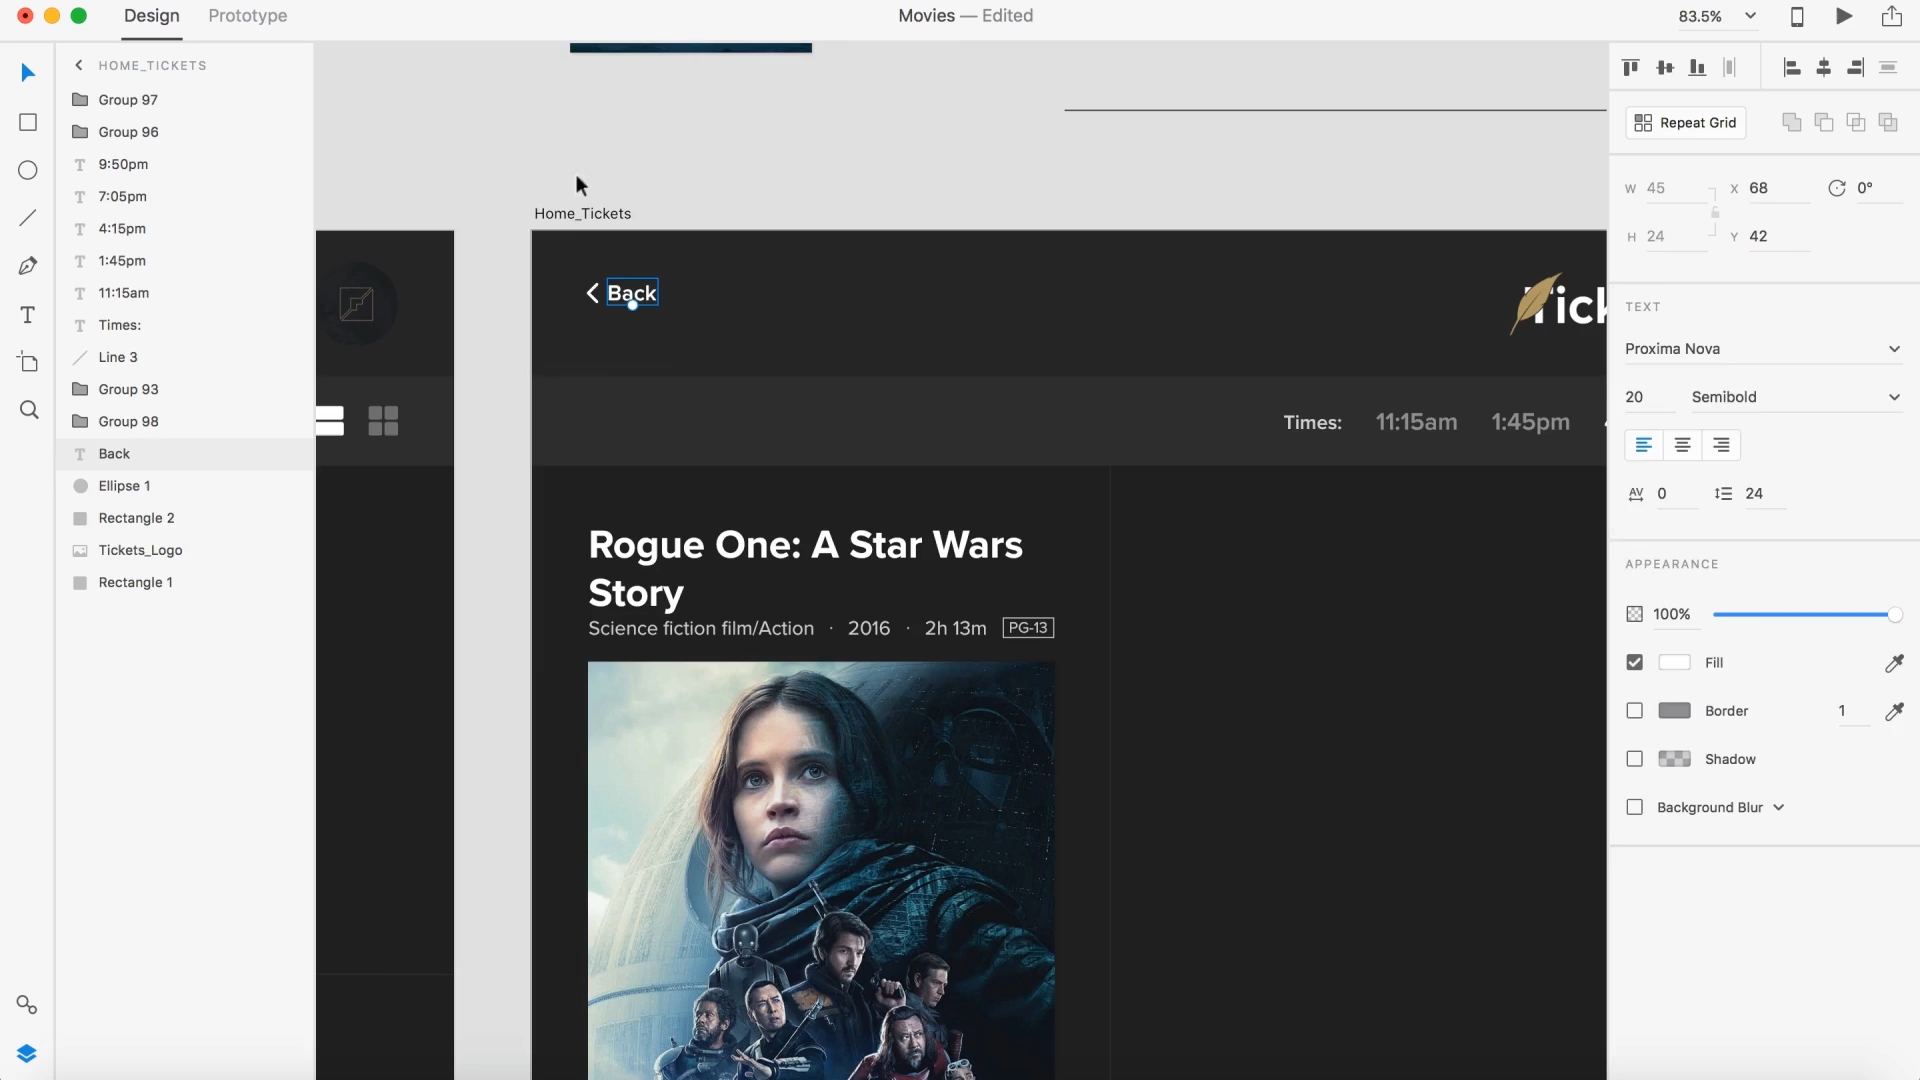 Design Prototype Movies — Edited 83.5%
HOME_TICKETS
Group 97
Group 96
9:50pm
7:05pm
4:15pm
1:45pm
11:15am
Times:
Line 3
Group 93
Group 98
Back
Ellipse 1
Rectangle 2
Tickets_Logo
Rectangle 1
Home_Tickets
Back
Tick
Times: 11:15am 1:45pm
Rogue One: A Star Wars
Story
Science fiction film/Action · 2016 · 2h 13m PG-13
Repeat Grid
W 45 X 68 0°
H 24 Y 42
TEXT
Proxima Nova
20 Semibold
AV 0 24
APPEARANCE
100%
Fill
Border 1
Shadow
Background Blur